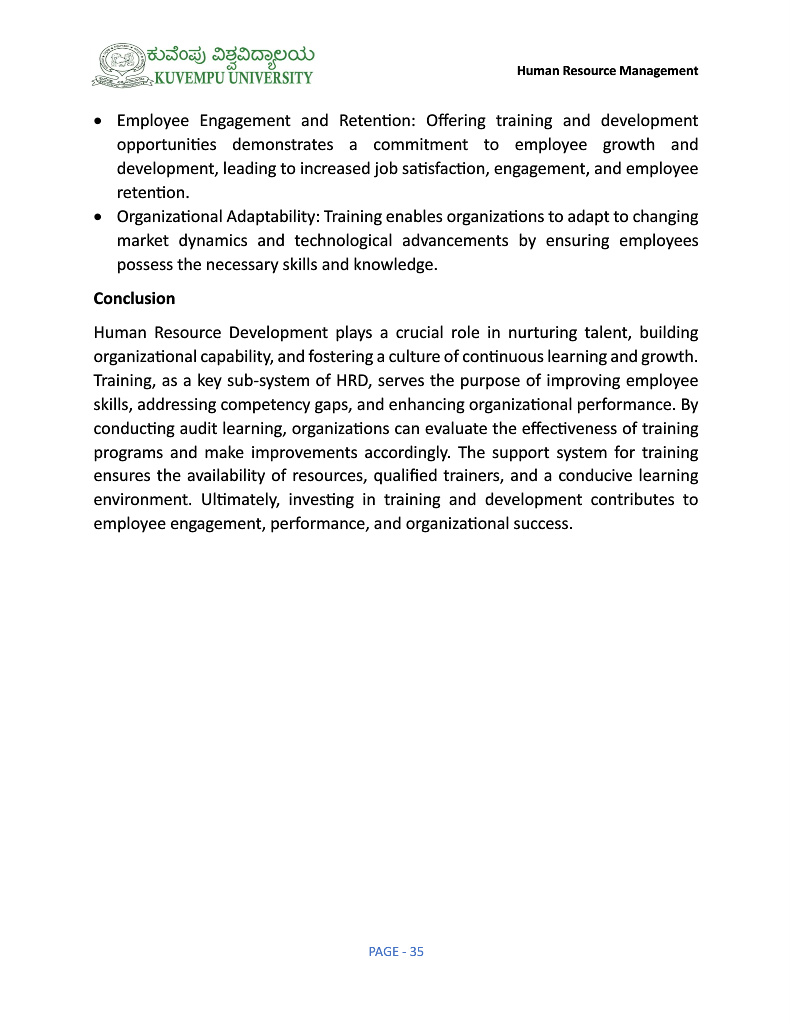 ಕುವೆಂಪು ವಿಶ್ವವಿದ್ಯಾಲಯ
KUVEMPU UNIVERSITY
Human Resource Management
• Employee Engagement and Retention: Offering training and development
opportunities demonstrates a commitment to employee growth and
development, leading to increased job satisfaction, engagement, and employee
retention.
• Organizational Adaptability: Training enables organizations to adapt to changing
market dynamics and technological advancements by ensuring employees
possess the necessary skills and knowledge.
Conclusion
Human Resource Development plays a crucial role in nurturing talent, building
organizational capability, and fostering a culture of continuous learning and growth.
Training, as a key sub-system of HRD, serves the purpose of improving employee
skills, addressing competency gaps, and enhancing organizational performance. By
conducting audit learning, organizations can evaluate the effectiveness of training
programs and make improvements accordingly. The support system for training
ensures the availability of resources, qualified trainers, and a conducive learning
environment. Ultimately, investing in training and development contributes to
employee engagement, performance, and organizational success.
PAGE - 35